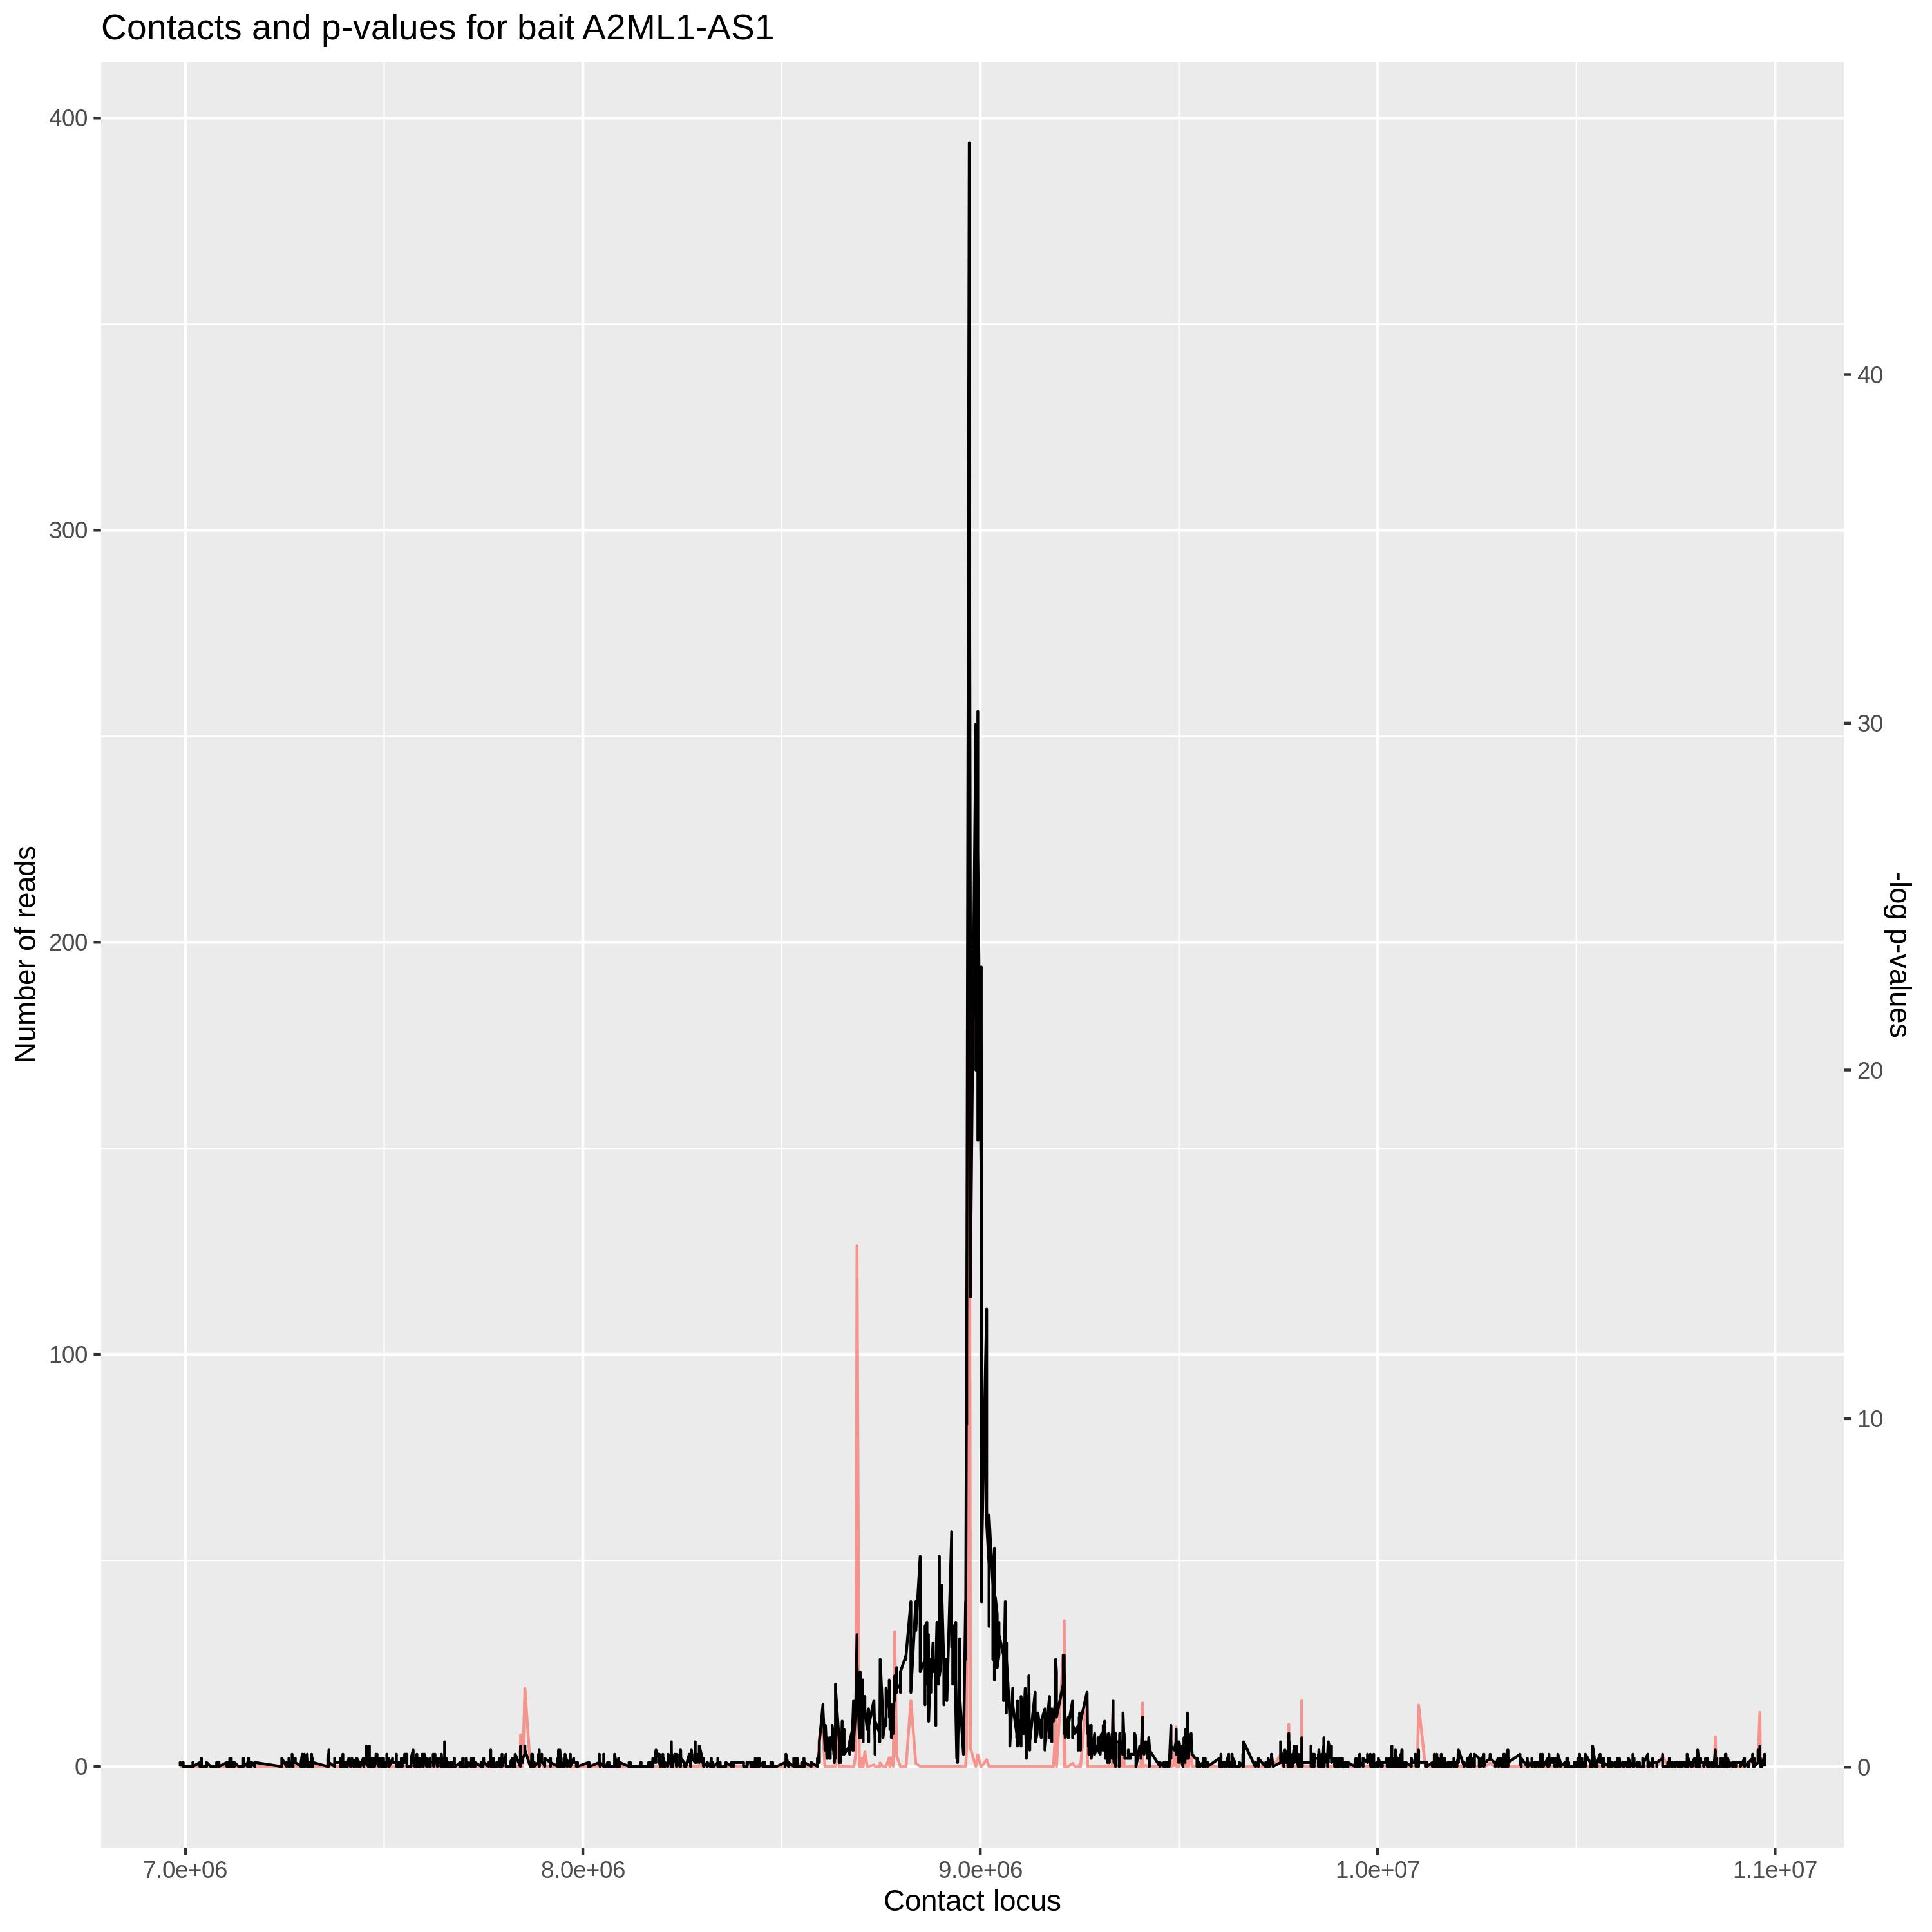 Contacts and p-values for bait A2ML1-AS1
400
300
200
100
0
Number of reads
40
30
20
10
0
-log p-values
7.0e+06 8.0e+06 9.0e+06 1.0e+07 1.1e+07
Contact locus